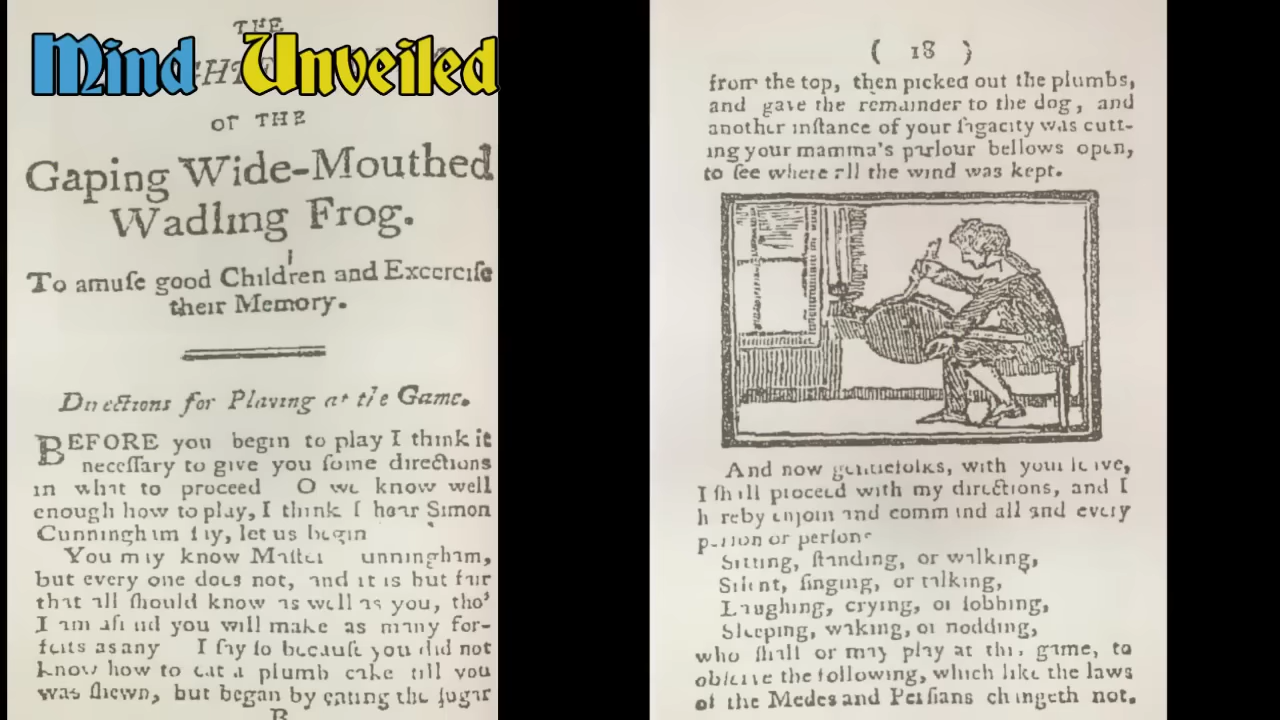 THE
Mind Unveiled
OF THE
Gaping Wide-Mouthed
Wadling Frog.
To amuſe good Children and Excerciſe
their Memory.
Directions for Playing at the Game.
BEFORE you begin to play I think it
neceſſary to give you ſome directions
in what to proceed O we know well
enough how to play, I think I hear Simon
Cunningham ſay, let us begin
You may know Maſter unningham,
but every one does not, and it is but fair
that all ſhould know as well as you, tho'
I am afraid you will make as many for-
feits as any I ſay ſo becauſe you did not
know how to eat a plumb cake till you
was ſhewn, but began by eating the ſugar
B
( 18 )
from the top, then picked out the plumbs,
and gave the remainder to the dog, and
another inſtance of your ſagacity was cutt-
ing your mamma's parlour bellows open,
to ſee where all the wind was kept.
And now gentlefolks, with your leave,
I ſhall proceed with my directions, and I
hereby enjoin and command all and every
perſon or perſons
Sitting, ſtanding, or walking,
Silent, ſinging, or talking,
Laughing, crying, or ſobbing,
Sleeping, waking, or nodding,
who ſhall or may play at this game, to
obſerve the following, which like the laws
of the Medes and Perſians changeth not.